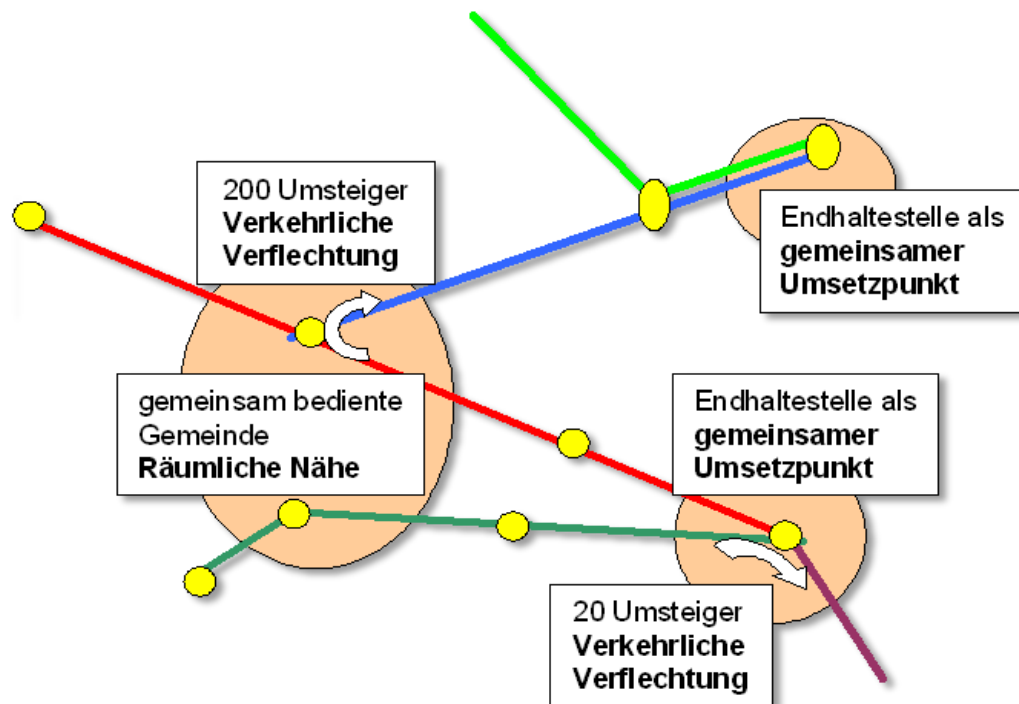 200 Umsteiger
Verkehrliche
Verflechtung
Endhaltestelle als
gemeinsamer
Umsetzpunkt
gemeinsam bediente
Gemeinde
Räumliche Nähe
Endhaltestelle als
gemeinsamer
Umsetzpunkt
20 Umsteiger
Verkehrliche
Verflechtung